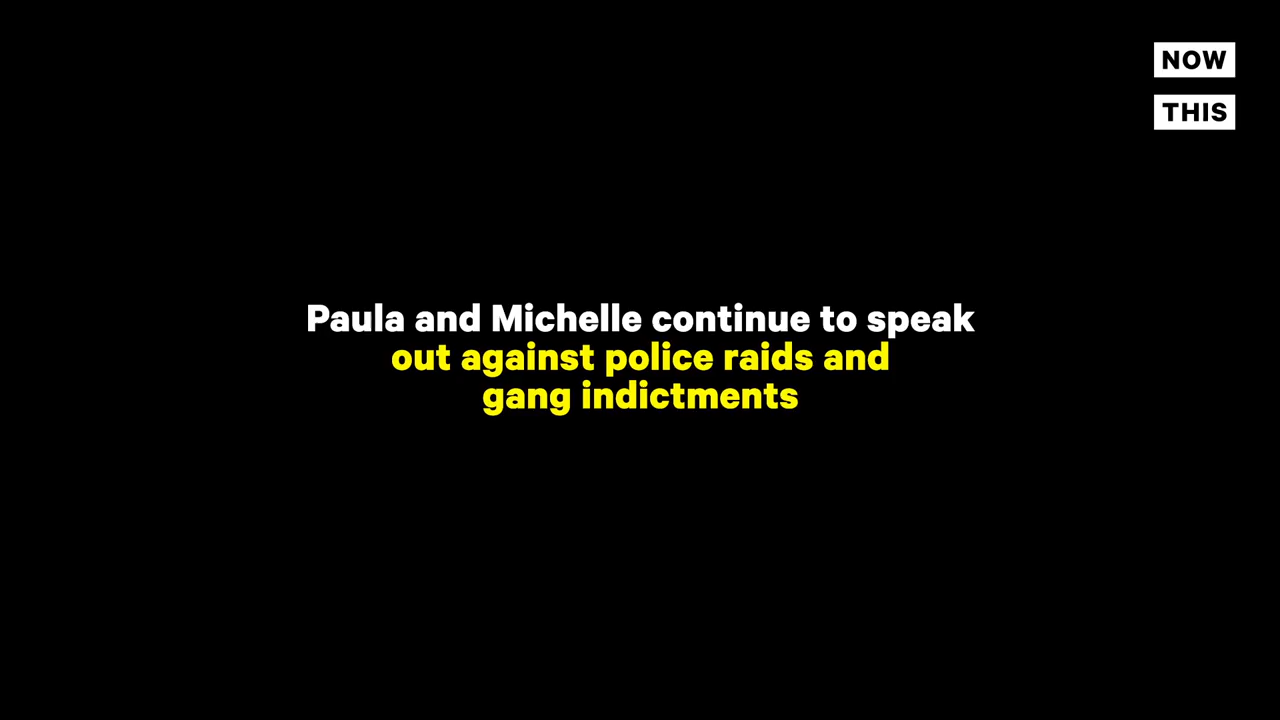 NOW
THIS
Paula and Michelle continue to speak
out against police raids and
gang indictments